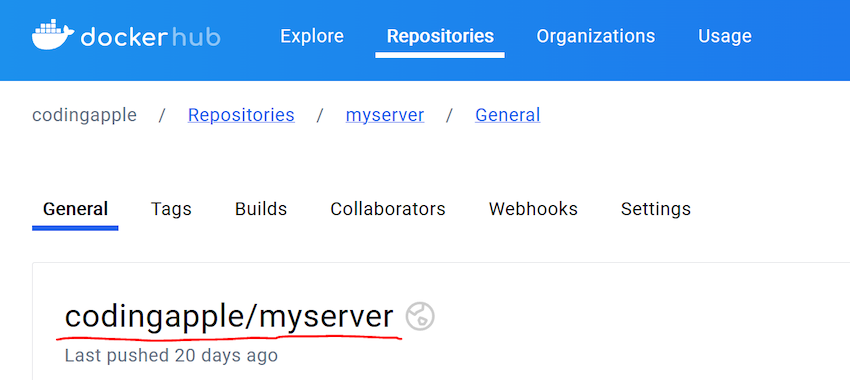 dockerhub Explore Repositories Organizations Usage
codingapple / Repositories / myserver / General
General Tags Builds Collaborators Webhooks Settings
codingapple/myserver
Last pushed 20 days ago